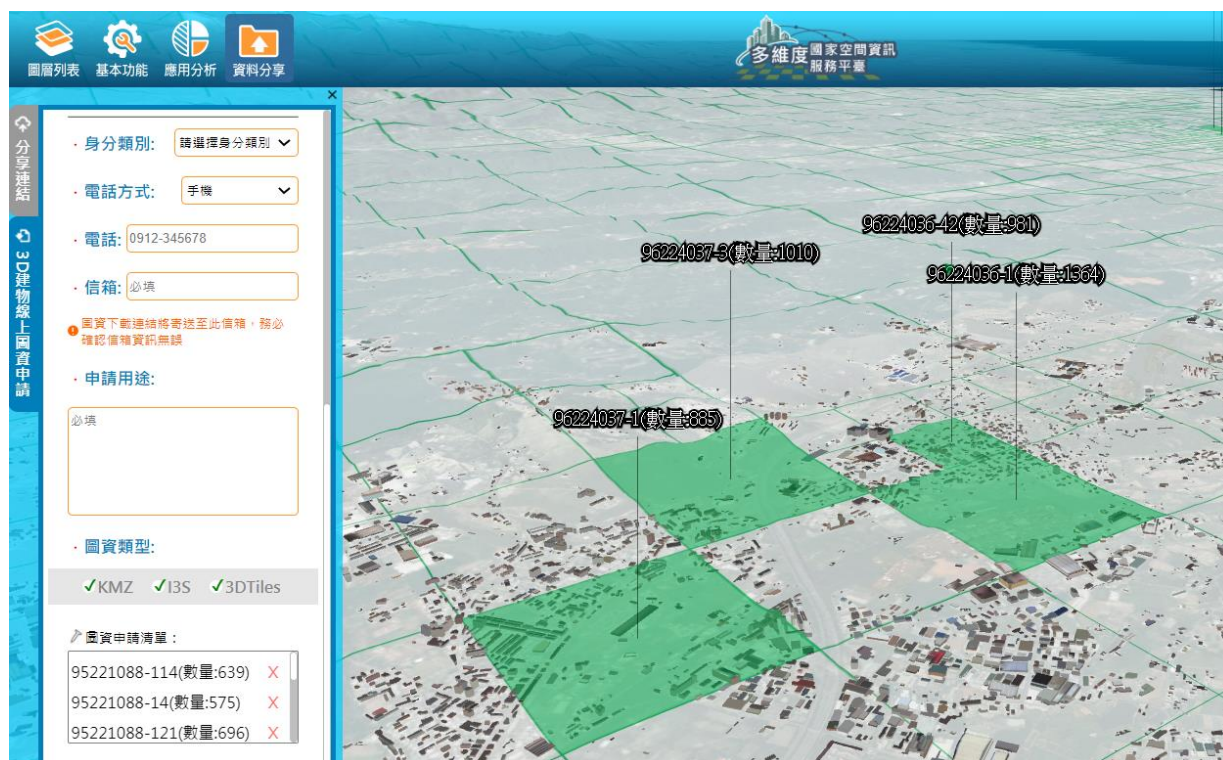 圖層列表 基本功能 應用分析 資料分享
多維度國家空間資訊
服務平臺
×
分享連結
3D建物線上圖資申請
· 身分類別: 請選擇身分類別
· 電話方式: 手機
· 電話: 0912-345678
· 信箱: 必填
圖資下載連結將寄送至此信箱，務必
確認信箱資訊無誤
· 申請用途:
必填
· 圖資類型:
✓KMZ ✓I3S ✓3DTiles
圖資申請清單：
95221088-114(數量:639) X
95221088-14(數量:575) X
95221088-121(數量:696) X
96224036-42(數量:981)
96224037-3(數量:1010)
96224036-1(數量:1364)
96224037-1(數量:885)